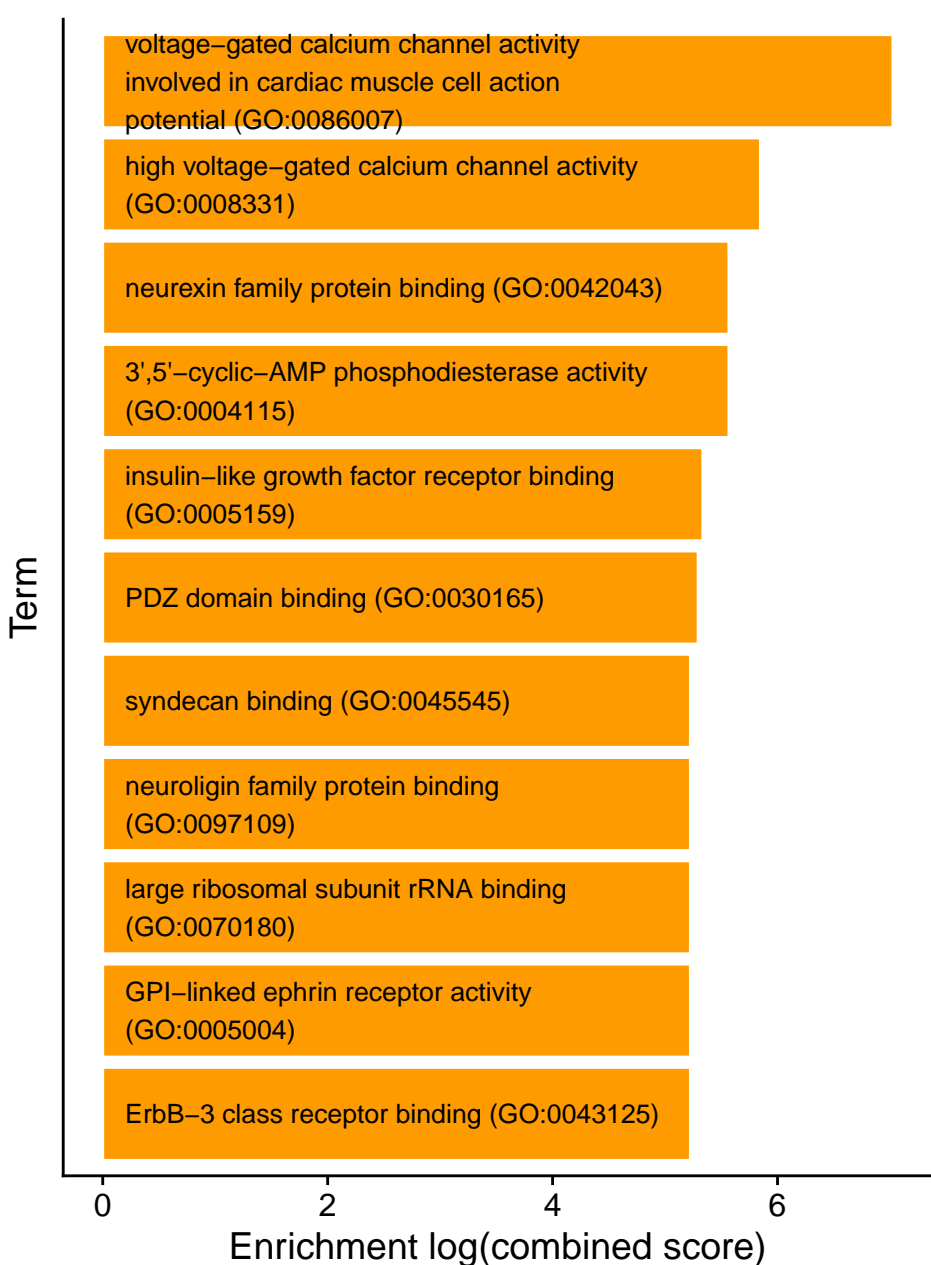 voltage−gated calcium channel activity
involved in cardiac muscle cell action
potential (GO:0086007)
high voltage−gated calcium channel activity
(GO:0008331)
neurexin family protein binding (GO:0042043)
3',5'−cyclic−AMP phosphodiesterase activity
(GO:0004115)
insulin−like growth factor receptor binding
(GO:0005159)
PDZ domain binding (GO:0030165)
syndecan binding (GO:0045545)
neuroligin family protein binding
(GO:0097109)
large ribosomal subunit rRNA binding
(GO:0070180)
GPI−linked ephrin receptor activity
(GO:0005004)
ErbB−3 class receptor binding (GO:0043125)
Term
0 2 4 6
Enrichment log(combined score)